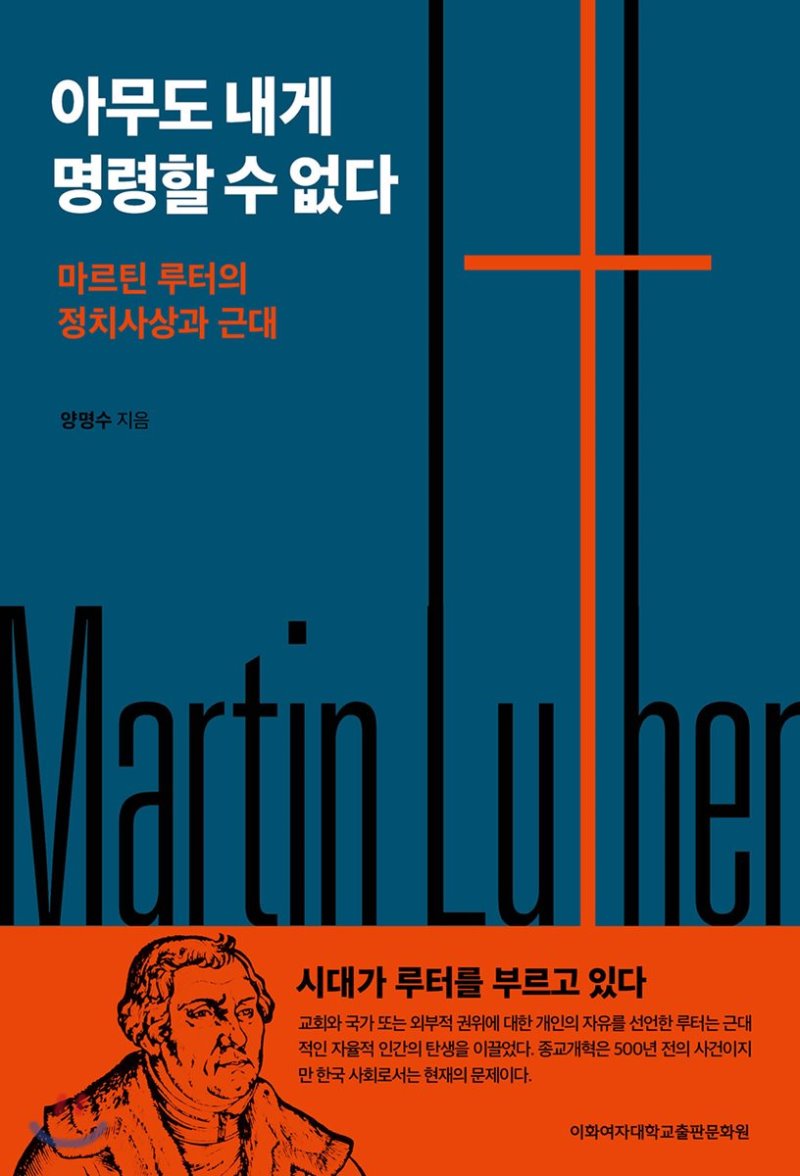 아무도 내게
명령할 수 없다
마르틴 루터의
정치사상과 근대
양명수 지음
Martin Luther
시대가 루터를 부르고 있다
교회와 국가 또는 외부적 권위에 대한 개인의 자유를 선언한 루터는 근대
적인 자율적 인간의 탄생을 이끌었다. 종교개혁은 500년 전의 사건이지
만 한국 사회로서는 현재의 문제이다.
이화여자대학교출판문화원